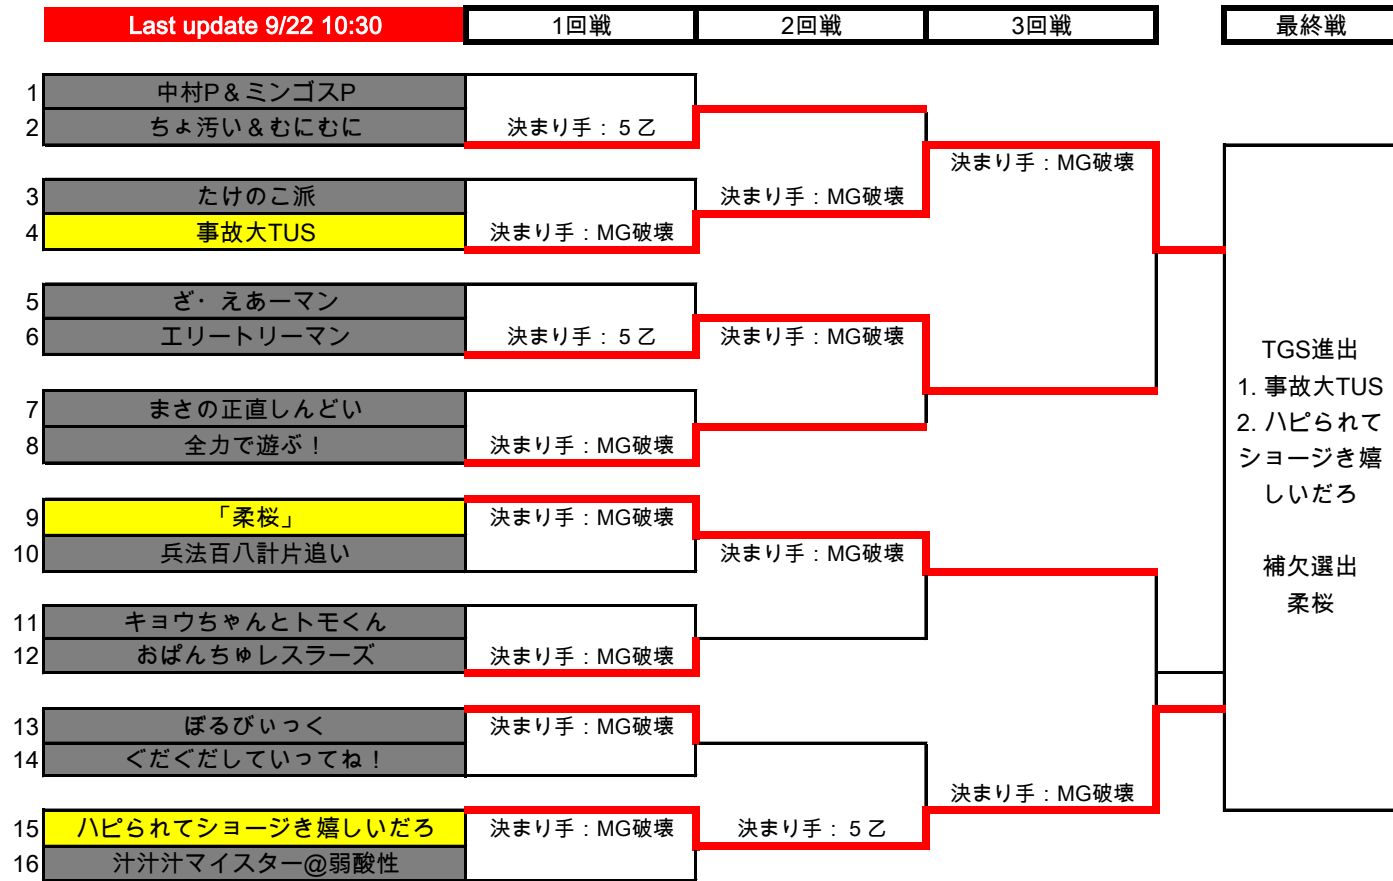 Last update 9/22 10:30
1回戦
2回戦
3回戦
最終戦
1 中村P＆ミンゴスP
2 ちょ汚い＆むにむに 決まり手：５乙
決まり手：MG破壊
3 たけのこ派 決まり手：MG破壊
4 事故大TUS 決まり手：MG破壊
5 ざ・えあーマン
6 エリートリーマン 決まり手：５乙 決まり手：MG破壊
7 まさの正直しんどい
8 全力で遊ぶ！ 決まり手：MG破壊
9 「柔桜」 決まり手：MG破壊
10 兵法百八計片追い 決まり手：MG破壊
11 キョウちゃんとトモくん
12 おぱんちゅレスラーズ 決まり手：MG破壊
13 ぼるびぃっく 決まり手：MG破壊
14 ぐだぐだしていってね！
決まり手：MG破壊
15 ハピられてショージき嬉しいだろ 決まり手：MG破壊 決まり手：５乙
16 汁汁汁マイスター@弱酸性
TGS進出
1. 事故大TUS
2. ハピられて
ショージき嬉
しいだろ
補欠選出
柔桜